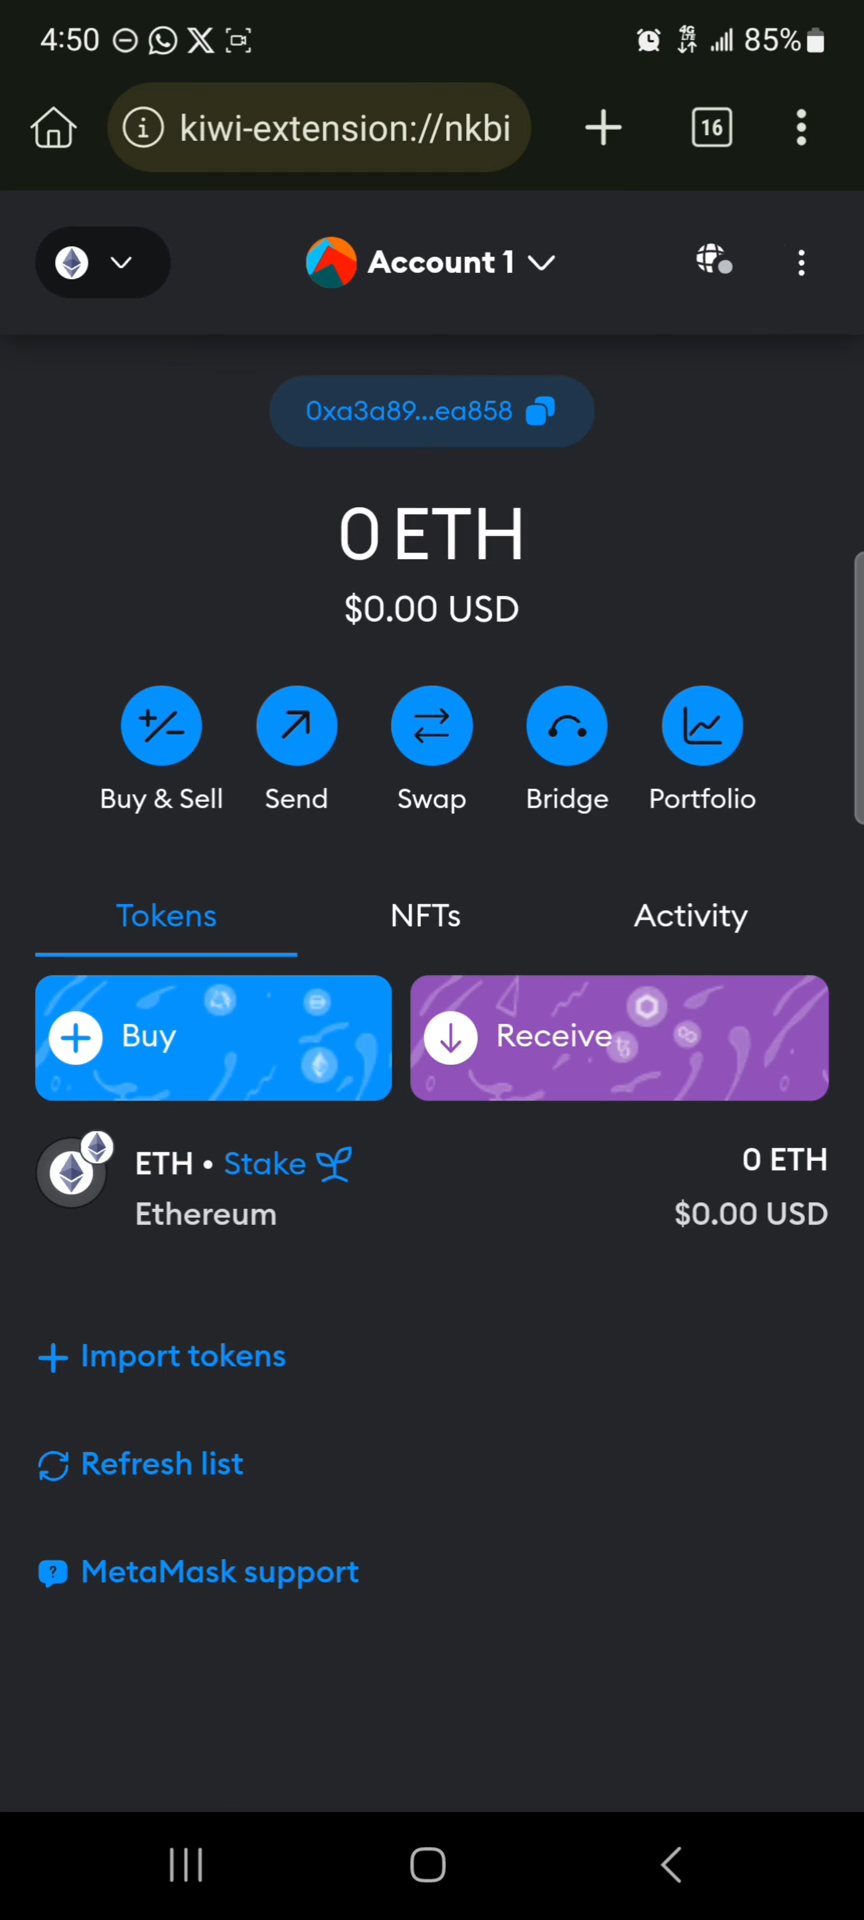 4:50
4G LTE
85%
kiwi-extension://nkbi
16
Account 1
0xa3a89...ea858
0 ETH
$0.00 USD
Buy & Sell
Send
Swap
Bridge
Portfolio
Tokens
NFTs
Activity
Buy
Receive
ETH • Stake
0 ETH
Ethereum
$0.00 USD
Import tokens
Refresh list
MetaMask support